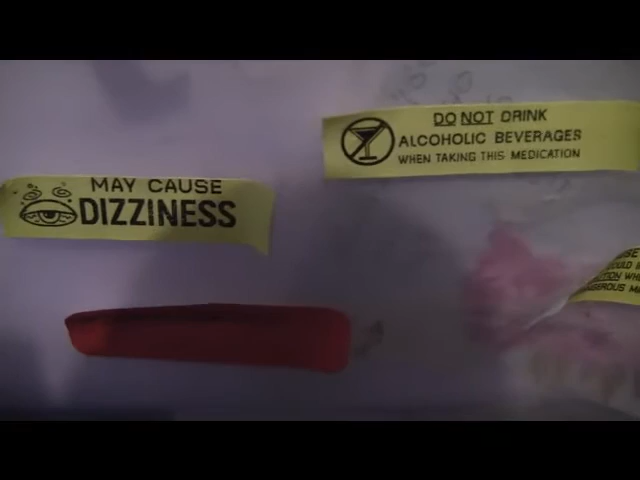 DO NOT DRINK
ALCOHOLIC BEVERAGES
WHEN TAKING THIS MEDICATION
MAY CAUSE
DIZZINESS